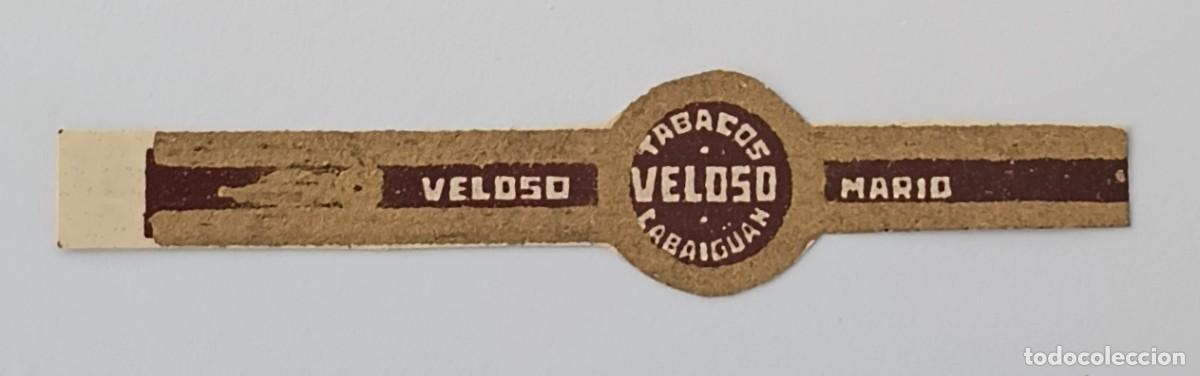 VELOSO
TABACOS
VELOSO
CABAIGUAN
MARIO
todocoleccion